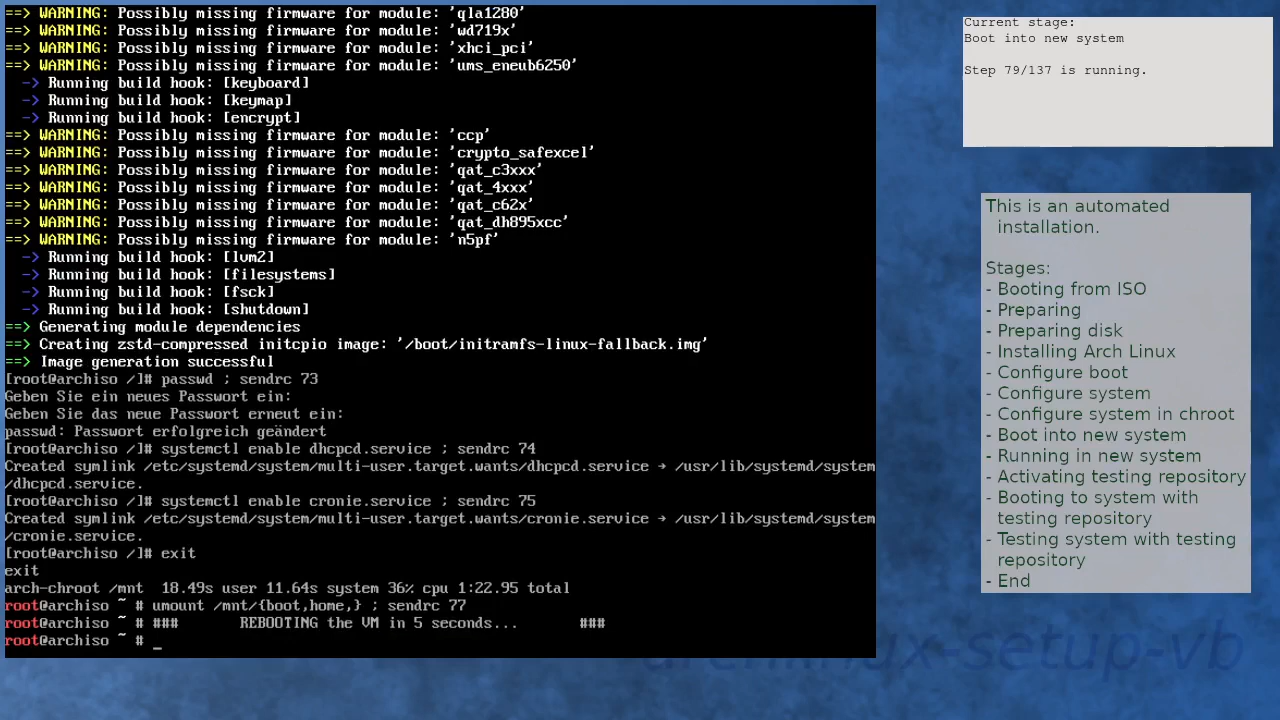 ==> WARNING: Possibly missing firmware for module: 'qla1280'
==> WARNING: Possibly missing firmware for module: 'wd719x'
==> WARNING: Possibly missing firmware for module: 'xhci_pci'
==> WARNING: Possibly missing firmware for module: 'ums_eneub6250'
-> Running build hook: [keyboard]
-> Running build hook: [keymap]
-> Running build hook: [encrypt]
==> WARNING: Possibly missing firmware for module: 'ccp'
==> WARNING: Possibly missing firmware for module: 'crypto_safexcel'
==> WARNING: Possibly missing firmware for module: 'qat_c3xxx'
==> WARNING: Possibly missing firmware for module: 'qat_4xxx'
==> WARNING: Possibly missing firmware for module: 'qat_c62x'
==> WARNING: Possibly missing firmware for module: 'qat_dh895xcc'
==> WARNING: Possibly missing firmware for module: 'n5pf'
-> Running build hook: [lvm2]
-> Running build hook: [filesystems]
-> Running build hook: [fsck]
-> Running build hook: [shutdown]
==> Generating module dependencies
==> Creating zstd-compressed initcpio image: '/boot/initramfs-linux-fallback.img'
==> Image generation successful
[root@archiso /]# passwd ; sendrc 73
Geben Sie ein neues Passwort ein:
Geben Sie das neue Passwort erneut ein:
passwd: Passwort erfolgreich geändert
[root@archiso /]# systemctl enable dhcpcd.service ; sendrc 74
Created symlink /etc/systemd/system/multi-user.target.wants/dhcpcd.service → /usr/lib/systemd/system
/dhcpcd.service.
[root@archiso /]# systemctl enable cronie.service ; sendrc 75
Created symlink /etc/systemd/system/multi-user.target.wants/cronie.service → /usr/lib/systemd/system
/cronie.service.
[root@archiso /]# exit
exit
arch-chroot /mnt 18.49s user 11.64s system 36% cpu 1:22.95 total
root@archiso ~ # umount /mnt/{boot,home,} ; sendrc 77
root@archiso ~ # ### REBOOTING the VM in 5 seconds... ###
root@archiso ~ # _
Current stage:
Boot into new system
Step 79/137 is running.
This is an automated
installation.
Stages:
- Booting from ISO
- Preparing
- Preparing disk
- Installing Arch Linux
- Configure boot
- Configure system
- Configure system in chroot
- Boot into new system
- Running in new system
- Activating testing repository
- Booting to system with
testing repository
- Testing system with testing
repository
- End
archlinux-setup-vb